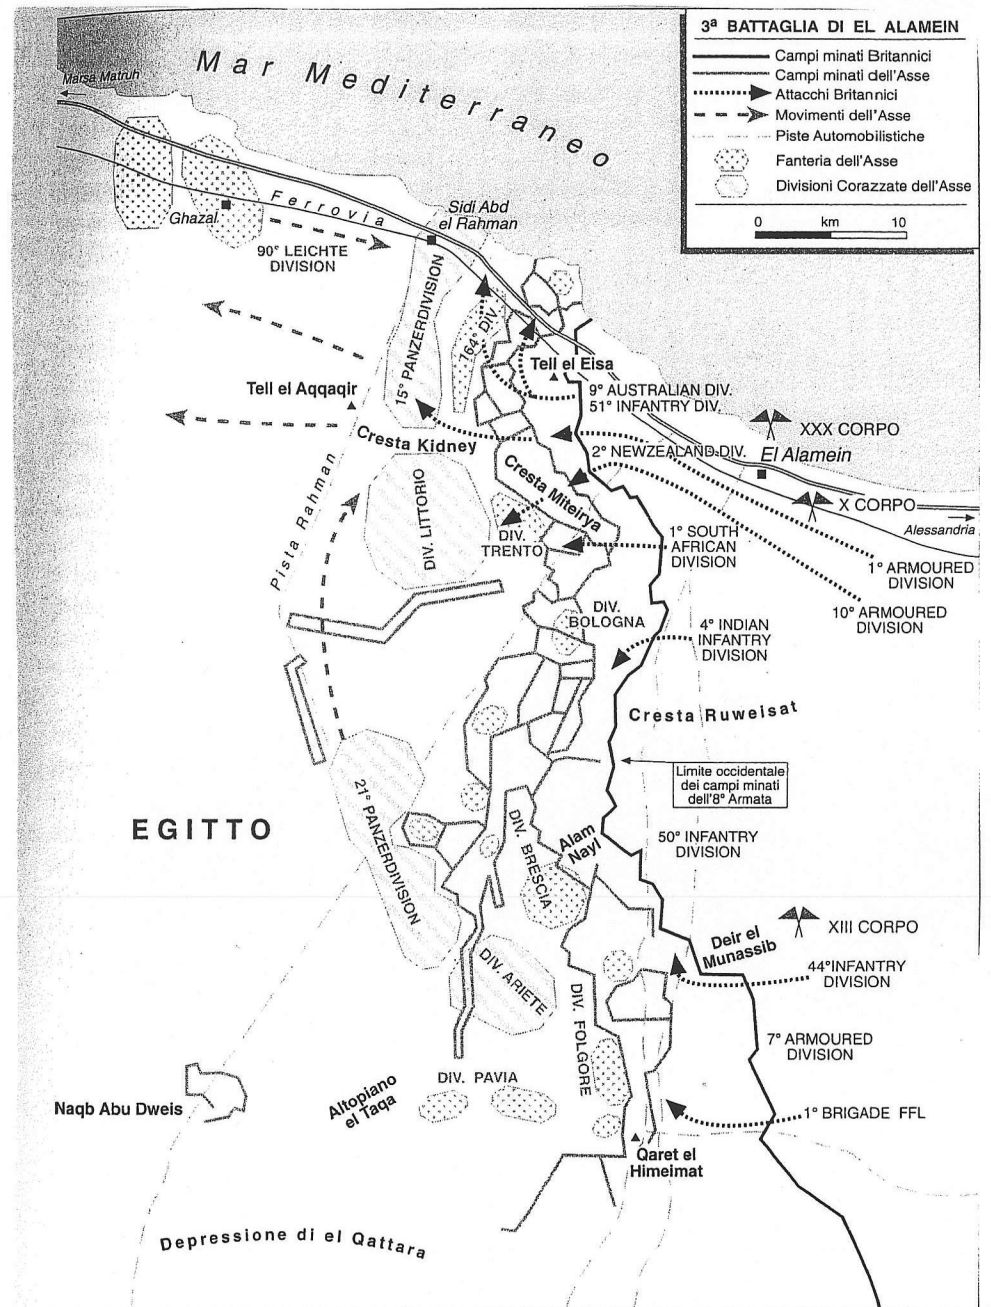 3ª BATTAGLIA DI EL ALAMEIN
Campi minati Britannici
Campi minati dell'Asse
Attacchi Britannici
Movimenti dell'Asse
Piste Automobilistiche
Fanteria dell'Asse
Divisioni Corazzate dell'Asse
0 km 10
Mar Mediterraneo
Marsa Matruh
Ferrovia
Ghazal
Sidi Abd
el Rahman
90° LEICHTE
DIVISION
15° PANZERDIVISION
164° DIV.
Tell el Eisa
Tell el Aqqaqir
9° AUSTRALIAN DIV.
51° INFANTRY DIV.
XXX CORPO
Cresta Kidney
2° NEWZEALAND DIV.
El Alamein
Pista Rahman
DIV. LITTORIO
Cresta Miteirya
X CORPO
Alessandria
DIV.
TRENTO
1° SOUTH
AFRICAN
DIVISION
1° ARMOURED
DIVISION
10° ARMOURED
DIVISION
DIV.
BOLOGNA
4° INDIAN
INFANTRY
DIVISION
Cresta Ruweisat
Limite occidentale
dei campi minati
dell'8° Armata
EGITTO
21° PANZERDIVISION
DIV. BRESCIA
Alam
Nayl
50° INFANTRY
DIVISION
XIII CORPO
Deir el
Munassib
44°INFANTRY
DIVISION
DIV. ARIETE
DIV. FOLGORE
7° ARMOURED
DIVISION
DIV. PAVIA
Naqb Abu Dweis
Altopiano
el Taqa
1° BRIGADE FFL
Qaret el
Himeimat
Depressione di el Qattara